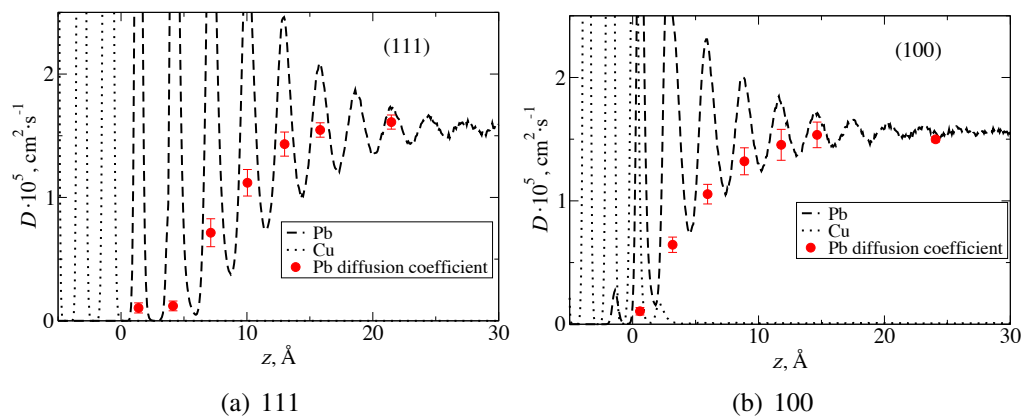 (111)
2
1
0
D·10⁵, cm²·s⁻¹
Pb
Cu
Pb diffusion coefficient
0
10
20
30
z, Å
(a) 111
(100)
2
1
0
D·10⁵, cm²·s⁻¹
Pb
Cu
Pb diffusion coefficient
0
10
20
30
z, Å
(b) 100